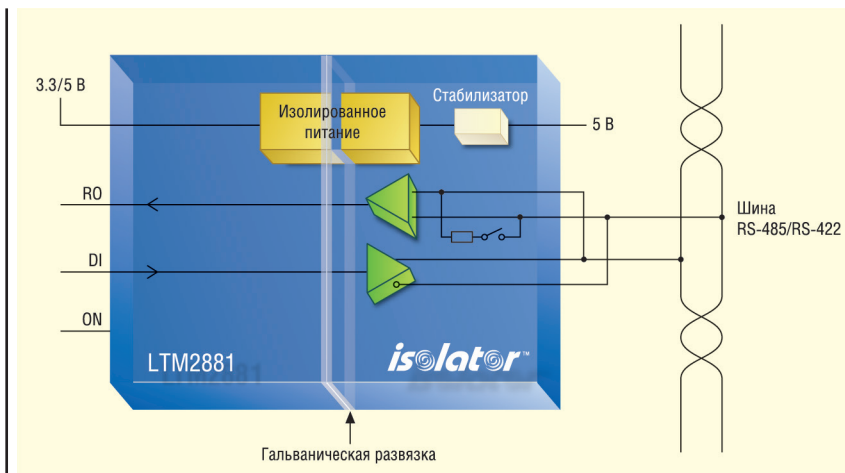 3.3/5 В
Изолированное
питание
Стабилизатор
5 В
RO
Шина
RS-485/RS-422
DI
ON
LTM2881
isolator™
Гальваническая развязка